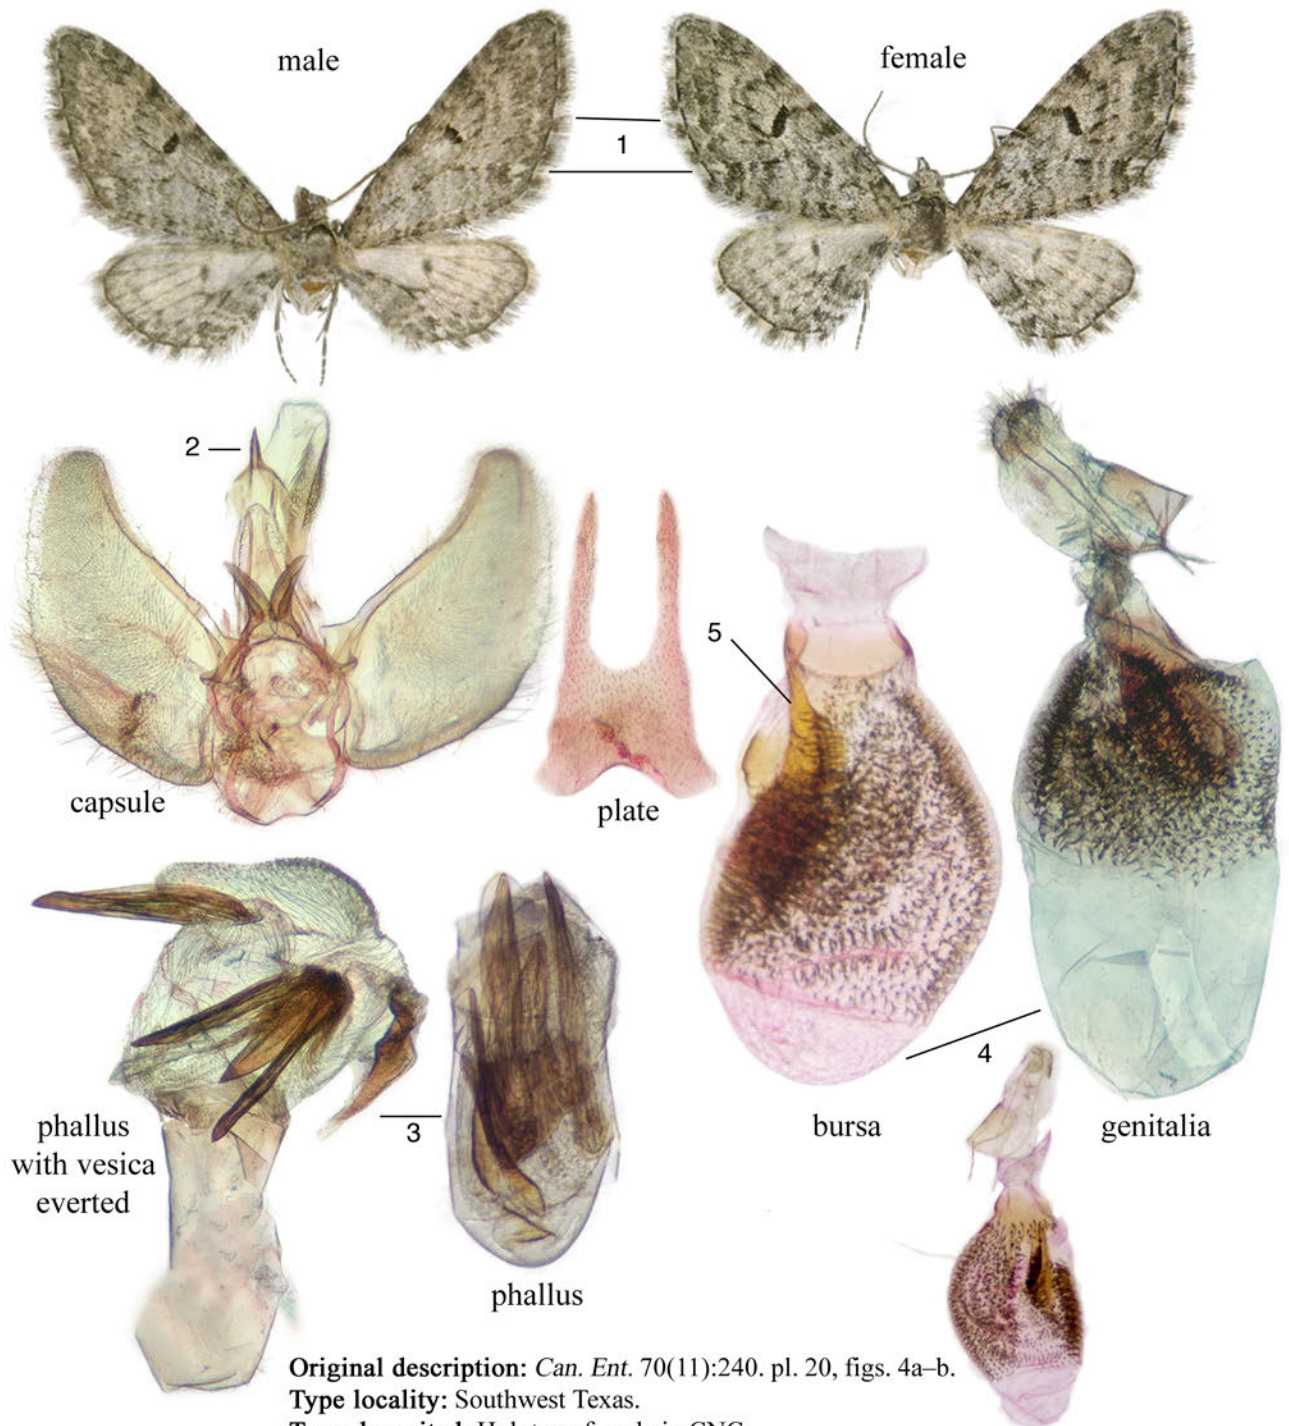 male
female
1
2
5
capsule
plate
4
3
phallus
with vesica
everted
bursa
genitalia
phallus
Original description: Can. Ent. 70(11):240. pl. 20, figs. 4a–b.
Type locality: Southwest Texas.